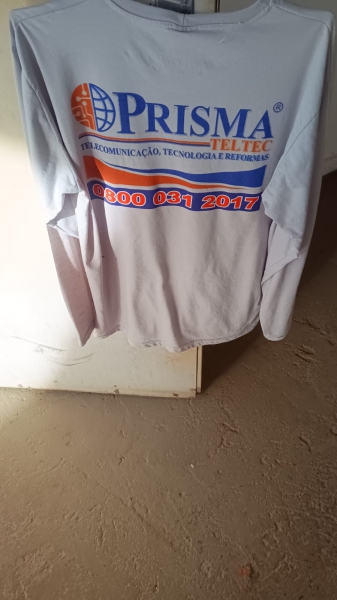 PRISMA®
TELTEC
TELECOMUNICAÇÃO, TECNOLOGIA E REFORMAS
0800 031 2017